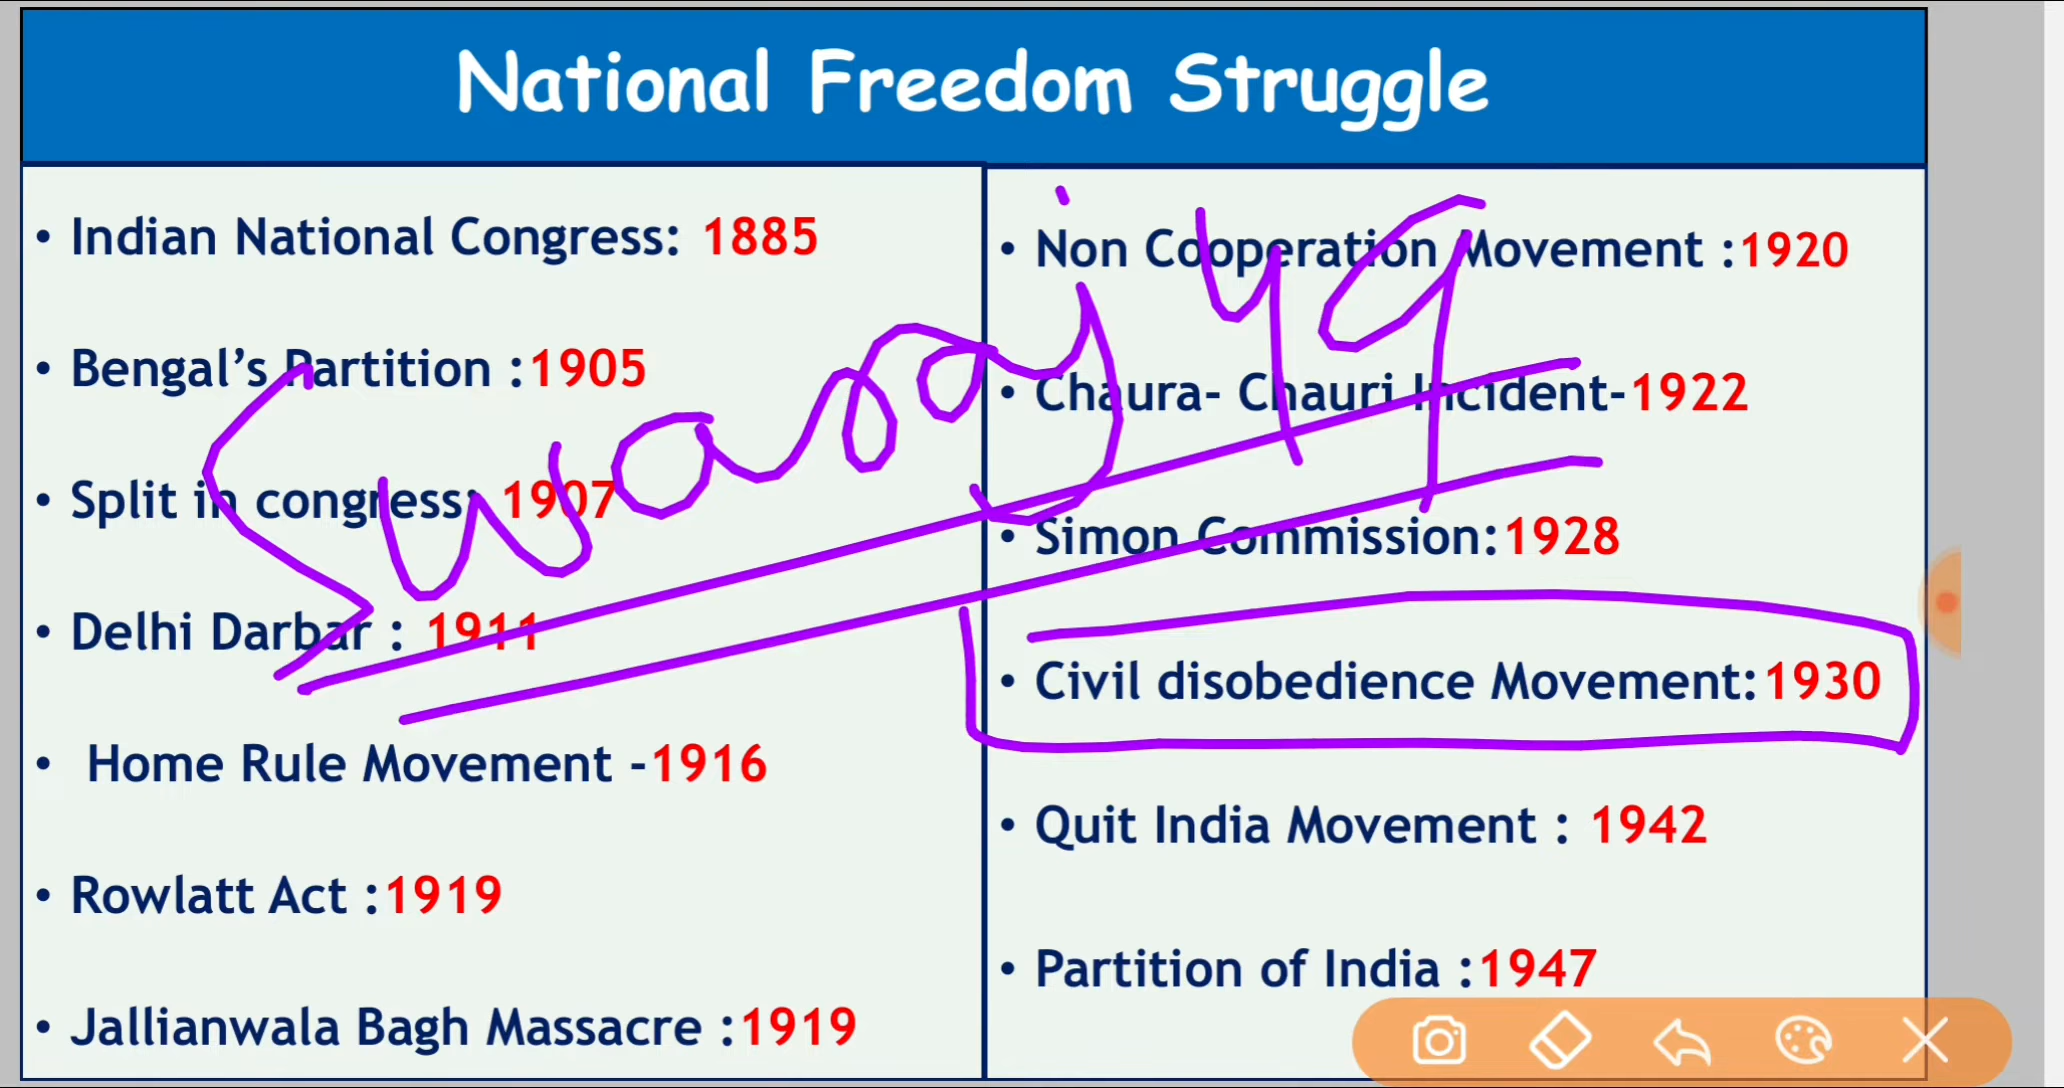 National Freedom Struggle
• Indian National Congress: 1885
• Bengal's Partition :1905
• Split in congress: 1907
• Delhi Darbar : 1911
• Home Rule Movement -1916
• Rowlatt Act :1919
• Jallianwala Bagh Massacre :1919
• Non Cooperation Movement :1920
• Chaura- Chauri Incident-1922
• Simon Commission:1928
• Civil disobedience Movement:1930
• Quit India Movement : 1942
• Partition of India :1947
Swaraj